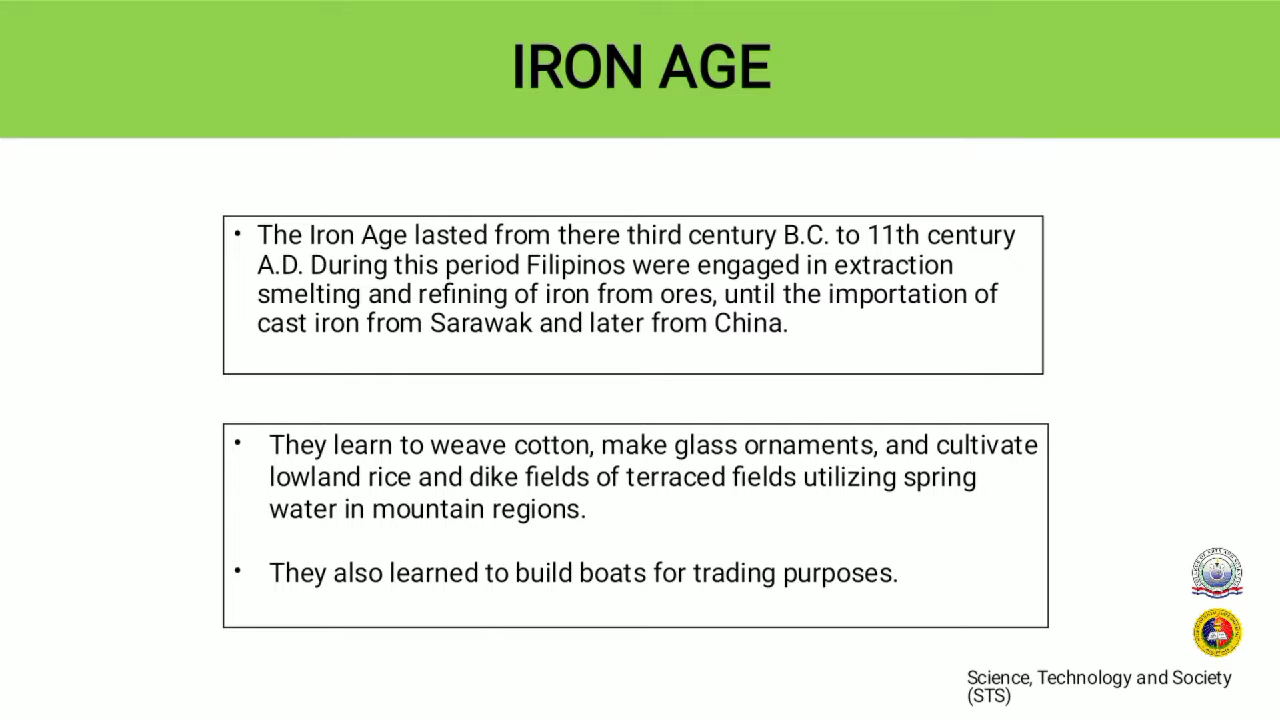 IRON AGE
• The Iron Age lasted from there third century B.C. to 11th century
A.D. During this period Filipinos were engaged in extraction
smelting and refining of iron from ores, until the importation of
cast iron from Sarawak and later from China.
• They learn to weave cotton, make glass ornaments, and cultivate
lowland rice and dike fields of terraced fields utilizing spring
water in mountain regions.
• They also learned to build boats for trading purposes.
Science, Technology and Society
(STS)